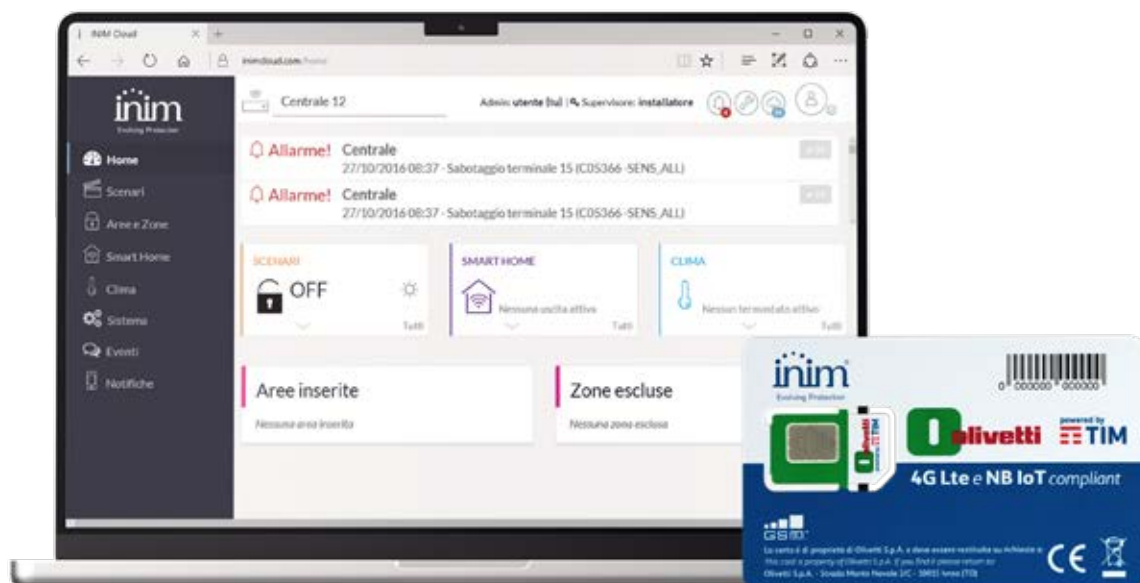 INIM Cloud
inimcloud.com/home
inim
Evolving Protection
Centrale 12
Admin: utente (tu) | Supervisore: installatore
Home
Scenari
Aree e Zone
Smart Home
Clima
Sistema
Eventi
Notifiche
Allarme! Centrale
27/10/2016 08:37 - Sabotaggio terminale 15 (C05366 -SENS_ALL)
Allarme! Centrale
27/10/2016 08:37 - Sabotaggio terminale 15 (C05366 -SENS_ALL)
SCENARI
OFF
Tutti
SMART HOME
Nessuna uscita attiva
Tutti
CLIMA
Nessun termostato attivo
Tutti
Aree inserite
Nessuna area inserita
Zone escluse
Nessuna zona esclusa
inim
Evolving Protection
0 000000 000000
Olivetti
powered by
TIM
4G Lte e NB IoT compliant
GSM
La carta è di proprietà di Olivetti S.p.A. e deve essere restituita su richiesta a
This card is property of Olivetti S.p.A. If you find it please return to:
Olivetti S.p.A. - Strada Monte Navale 2/C - 10015 Ivrea (TO)
CE